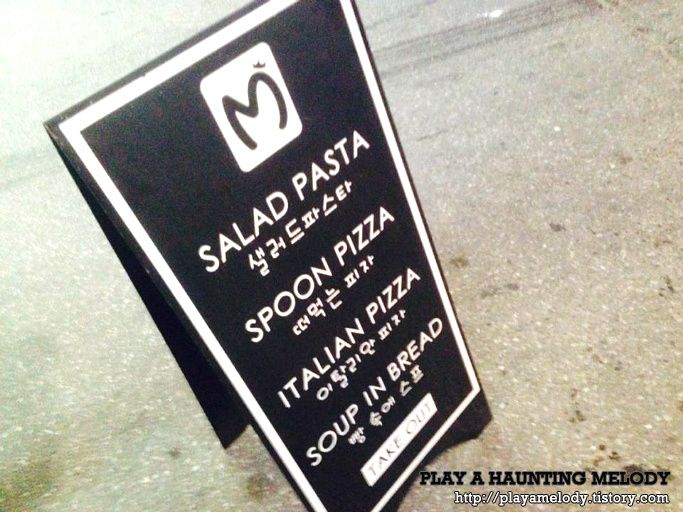 M
SALAD PASTA
샐러드파스타
SPOON PIZZA
떠먹는 피자
ITALIAN PIZZA
이탈리안피자
SOUP IN BREAD
빵 속에 스프
TAKE OUT
PLAY A HAUNTING MELODY
http://playamelody.tistory.com